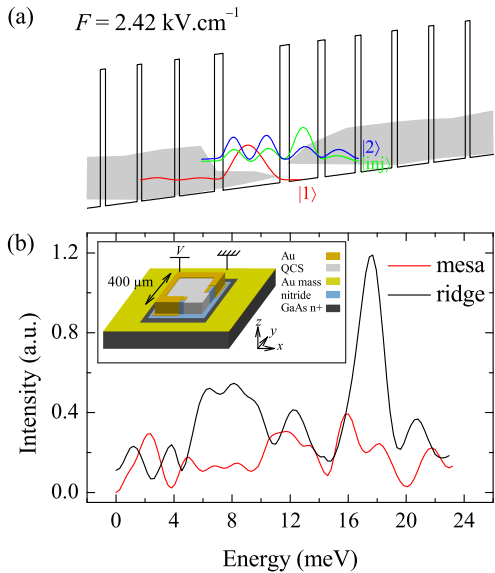 (a)
F = 2.42 kV.cm⁻¹
|2⟩
|inj⟩
|1⟩
(b)
1.2
0.8
0.4
0.0
Intensity (a.u.)
V
400 µm
Au
QCS
Au mass
nitride
GaAs n+
z
y
x
mesa
ridge
0
4
8
12
16
20
24
Energy (meV)